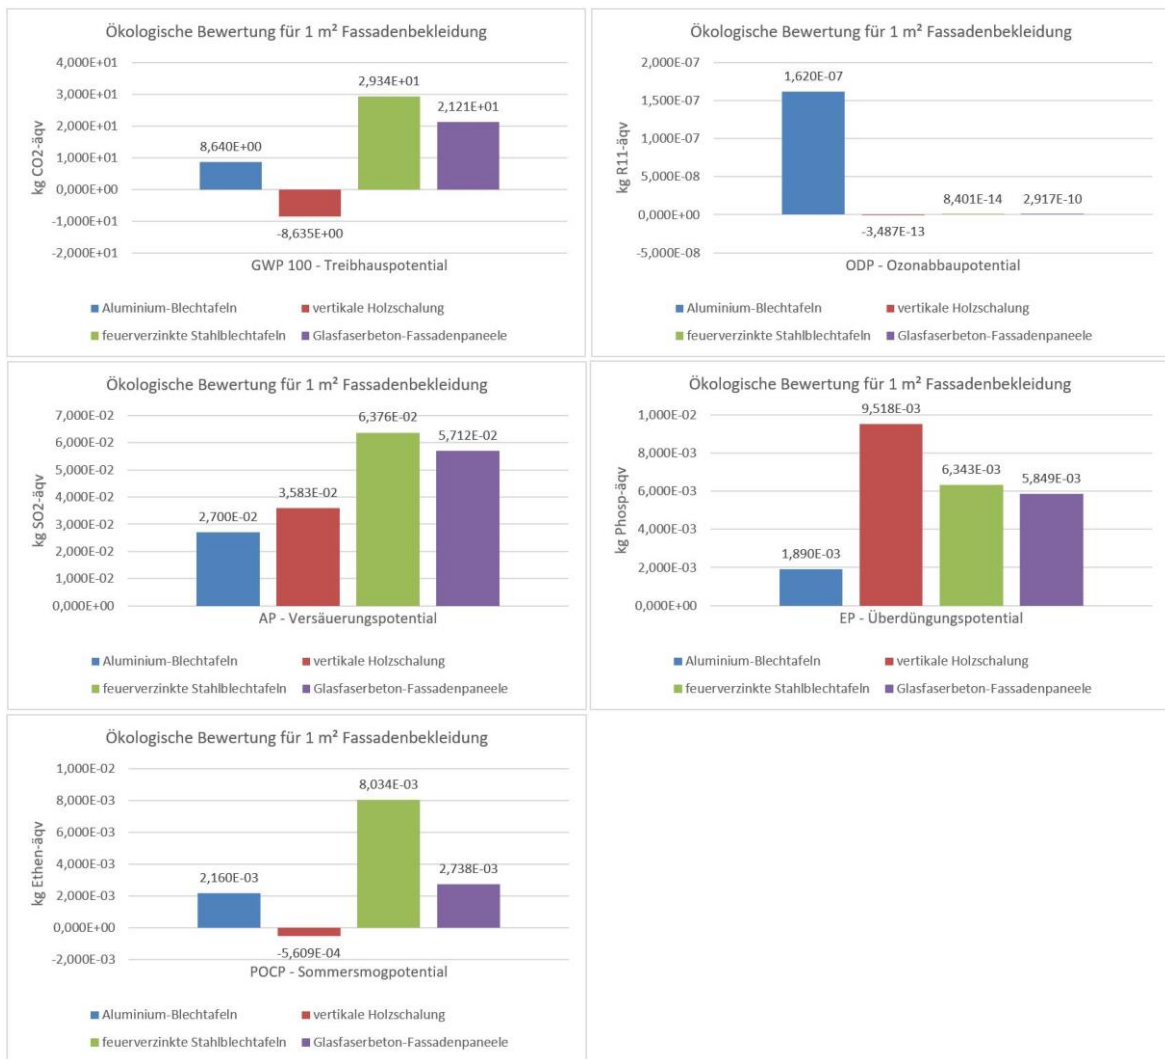 Ökologische Bewertung für 1 m² Fassadenbekleidung
kg CO2-äqv
4,000E+01
3,000E+01
2,000E+01
1,000E+01
0,000E+00
-1,000E+01
-2,000E+01
8,640E+00
-8,635E+00
2,934E+01
2,121E+01
GWP 100 - Treibhauspotential
Aluminium-Blechtafeln
vertikale Holzschalung
feuerverzinkte Stahlblechtafeln
Glasfaserbeton-Fassadenpaneele
Ökologische Bewertung für 1 m² Fassadenbekleidung
kg R11-äqv
2,000E-07
1,500E-07
1,000E-07
5,000E-08
0,000E+00
-5,000E-08
1,620E-07
-3,487E-13
8,401E-14
2,917E-10
ODP - Ozonabbaupotential
Aluminium-Blechtafeln
vertikale Holzschalung
feuerverzinkte Stahlblechtafeln
Glasfaserbeton-Fassadenpaneele
Ökologische Bewertung für 1 m² Fassadenbekleidung
kg SO2-äqv
7,000E-02
6,000E-02
5,000E-02
4,000E-02
3,000E-02
2,000E-02
1,000E-02
0,000E+00
2,700E-02
3,583E-02
6,376E-02
5,712E-02
AP - Versäuerungspotential
Aluminium-Blechtafeln
vertikale Holzschalung
feuerverzinkte Stahlblechtafeln
Glasfaserbeton-Fassadenpaneele
Ökologische Bewertung für 1 m² Fassadenbekleidung
kg Phosp-äqv
1,000E-02
8,000E-03
6,000E-03
4,000E-03
2,000E-03
0,000E+00
1,890E-03
9,518E-03
6,343E-03
5,849E-03
EP - Überdüngungspotential
Aluminium-Blechtafeln
vertikale Holzschalung
feuerverzinkte Stahlblechtafeln
Glasfaserbeton-Fassadenpaneele
Ökologische Bewertung für 1 m² Fassadenbekleidung
kg Ethen-äqv
1,000E-02
8,000E-03
6,000E-03
4,000E-03
2,000E-03
0,000E+00
-2,000E-03
2,160E-03
-5,609E-04
8,034E-03
2,738E-03
POCP - Sommersmogpotential
Aluminium-Blechtafeln
vertikale Holzschalung
feuerverzinkte Stahlblechtafeln
Glasfaserbeton-Fassadenpaneele